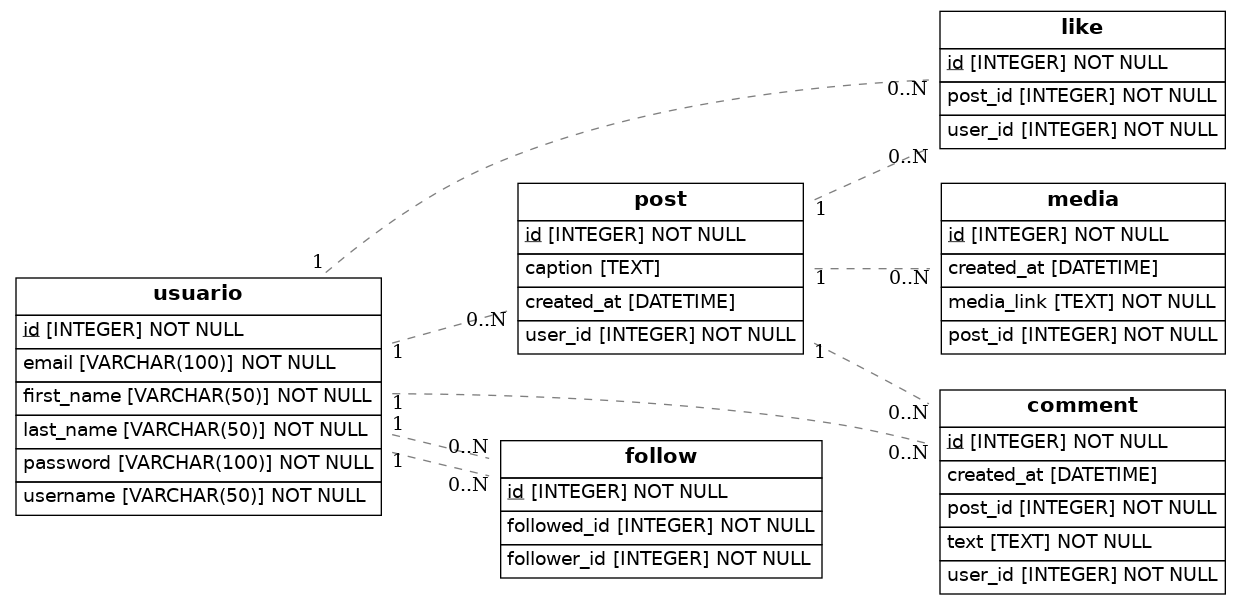 like
id [INTEGER] NOT NULL
post_id [INTEGER] NOT NULL
user_id [INTEGER] NOT NULL
0..N
0..N
1
post
id [INTEGER] NOT NULL
caption [TEXT]
created_at [DATETIME]
user_id [INTEGER] NOT NULL
1
1
1
0..N
media
id [INTEGER] NOT NULL
created_at [DATETIME]
media_link [TEXT] NOT NULL
post_id [INTEGER] NOT NULL
0..N
usuario
id [INTEGER] NOT NULL
email [VARCHAR(100)] NOT NULL
first_name [VARCHAR(50)] NOT NULL
last_name [VARCHAR(50)] NOT NULL
password [VARCHAR(100)] NOT NULL
username [VARCHAR(50)] NOT NULL
1
1
1
1
0..N
0..N
follow
id [INTEGER] NOT NULL
followed_id [INTEGER] NOT NULL
follower_id [INTEGER] NOT NULL
0..N
0..N
comment
id [INTEGER] NOT NULL
created_at [DATETIME]
post_id [INTEGER] NOT NULL
text [TEXT] NOT NULL
user_id [INTEGER] NOT NULL